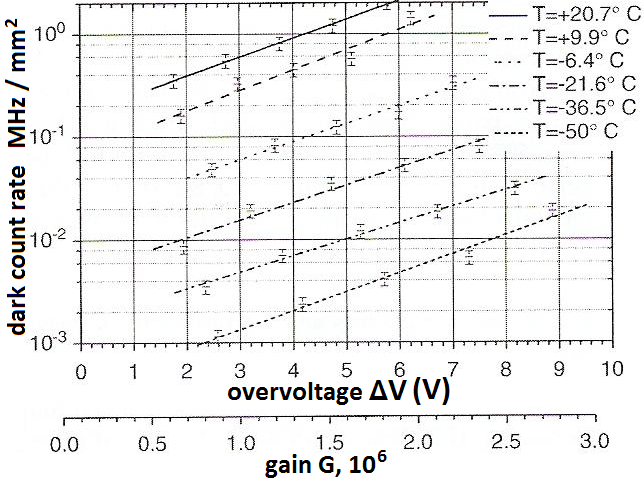 T=+20.7° C
T=+9.9° C
T=-6.4° C
T=-21.6° C
T=-36.5° C
T=-50° C
dark count rate MHz / mm²
10⁰
10⁻¹
10⁻²
10⁻³
0 1 2 3 4 5 6 7 8 9 10
overvoltage ΔV (V)
0.0 0.5 1.0 1.5 2.0 2.5 3.0
gain G, 10⁶